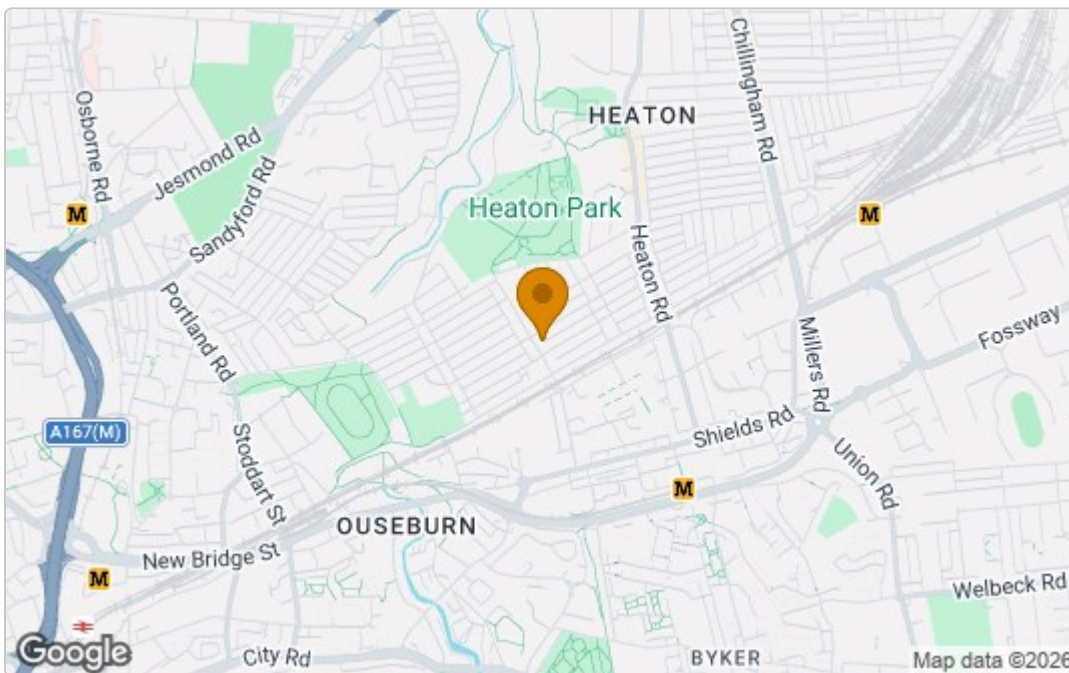 HEATON
Chillingham Rd
Osborne Rd
Jesmond Rd
Sandyford Rd
M
M
Heaton Park
Heaton Rd
Portland Rd
Millers Rd
Fossway
A167(M)
Stoddart St
Shields Rd
Union Rd
M
OUSEBURN
New Bridge St
M
Welbeck Rd
Google
City Rd
BYKER
Map data ©2026